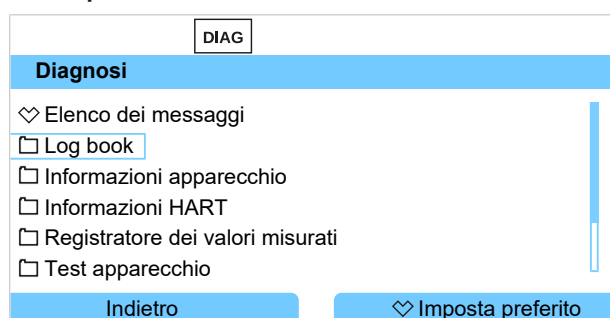 DIAG
Diagnosi
Elenco dei messaggi
Log book
Informazioni apparecchio
Informazioni HART
Registratore dei valori misurati
Test apparecchio
Indietro
Imposta preferito